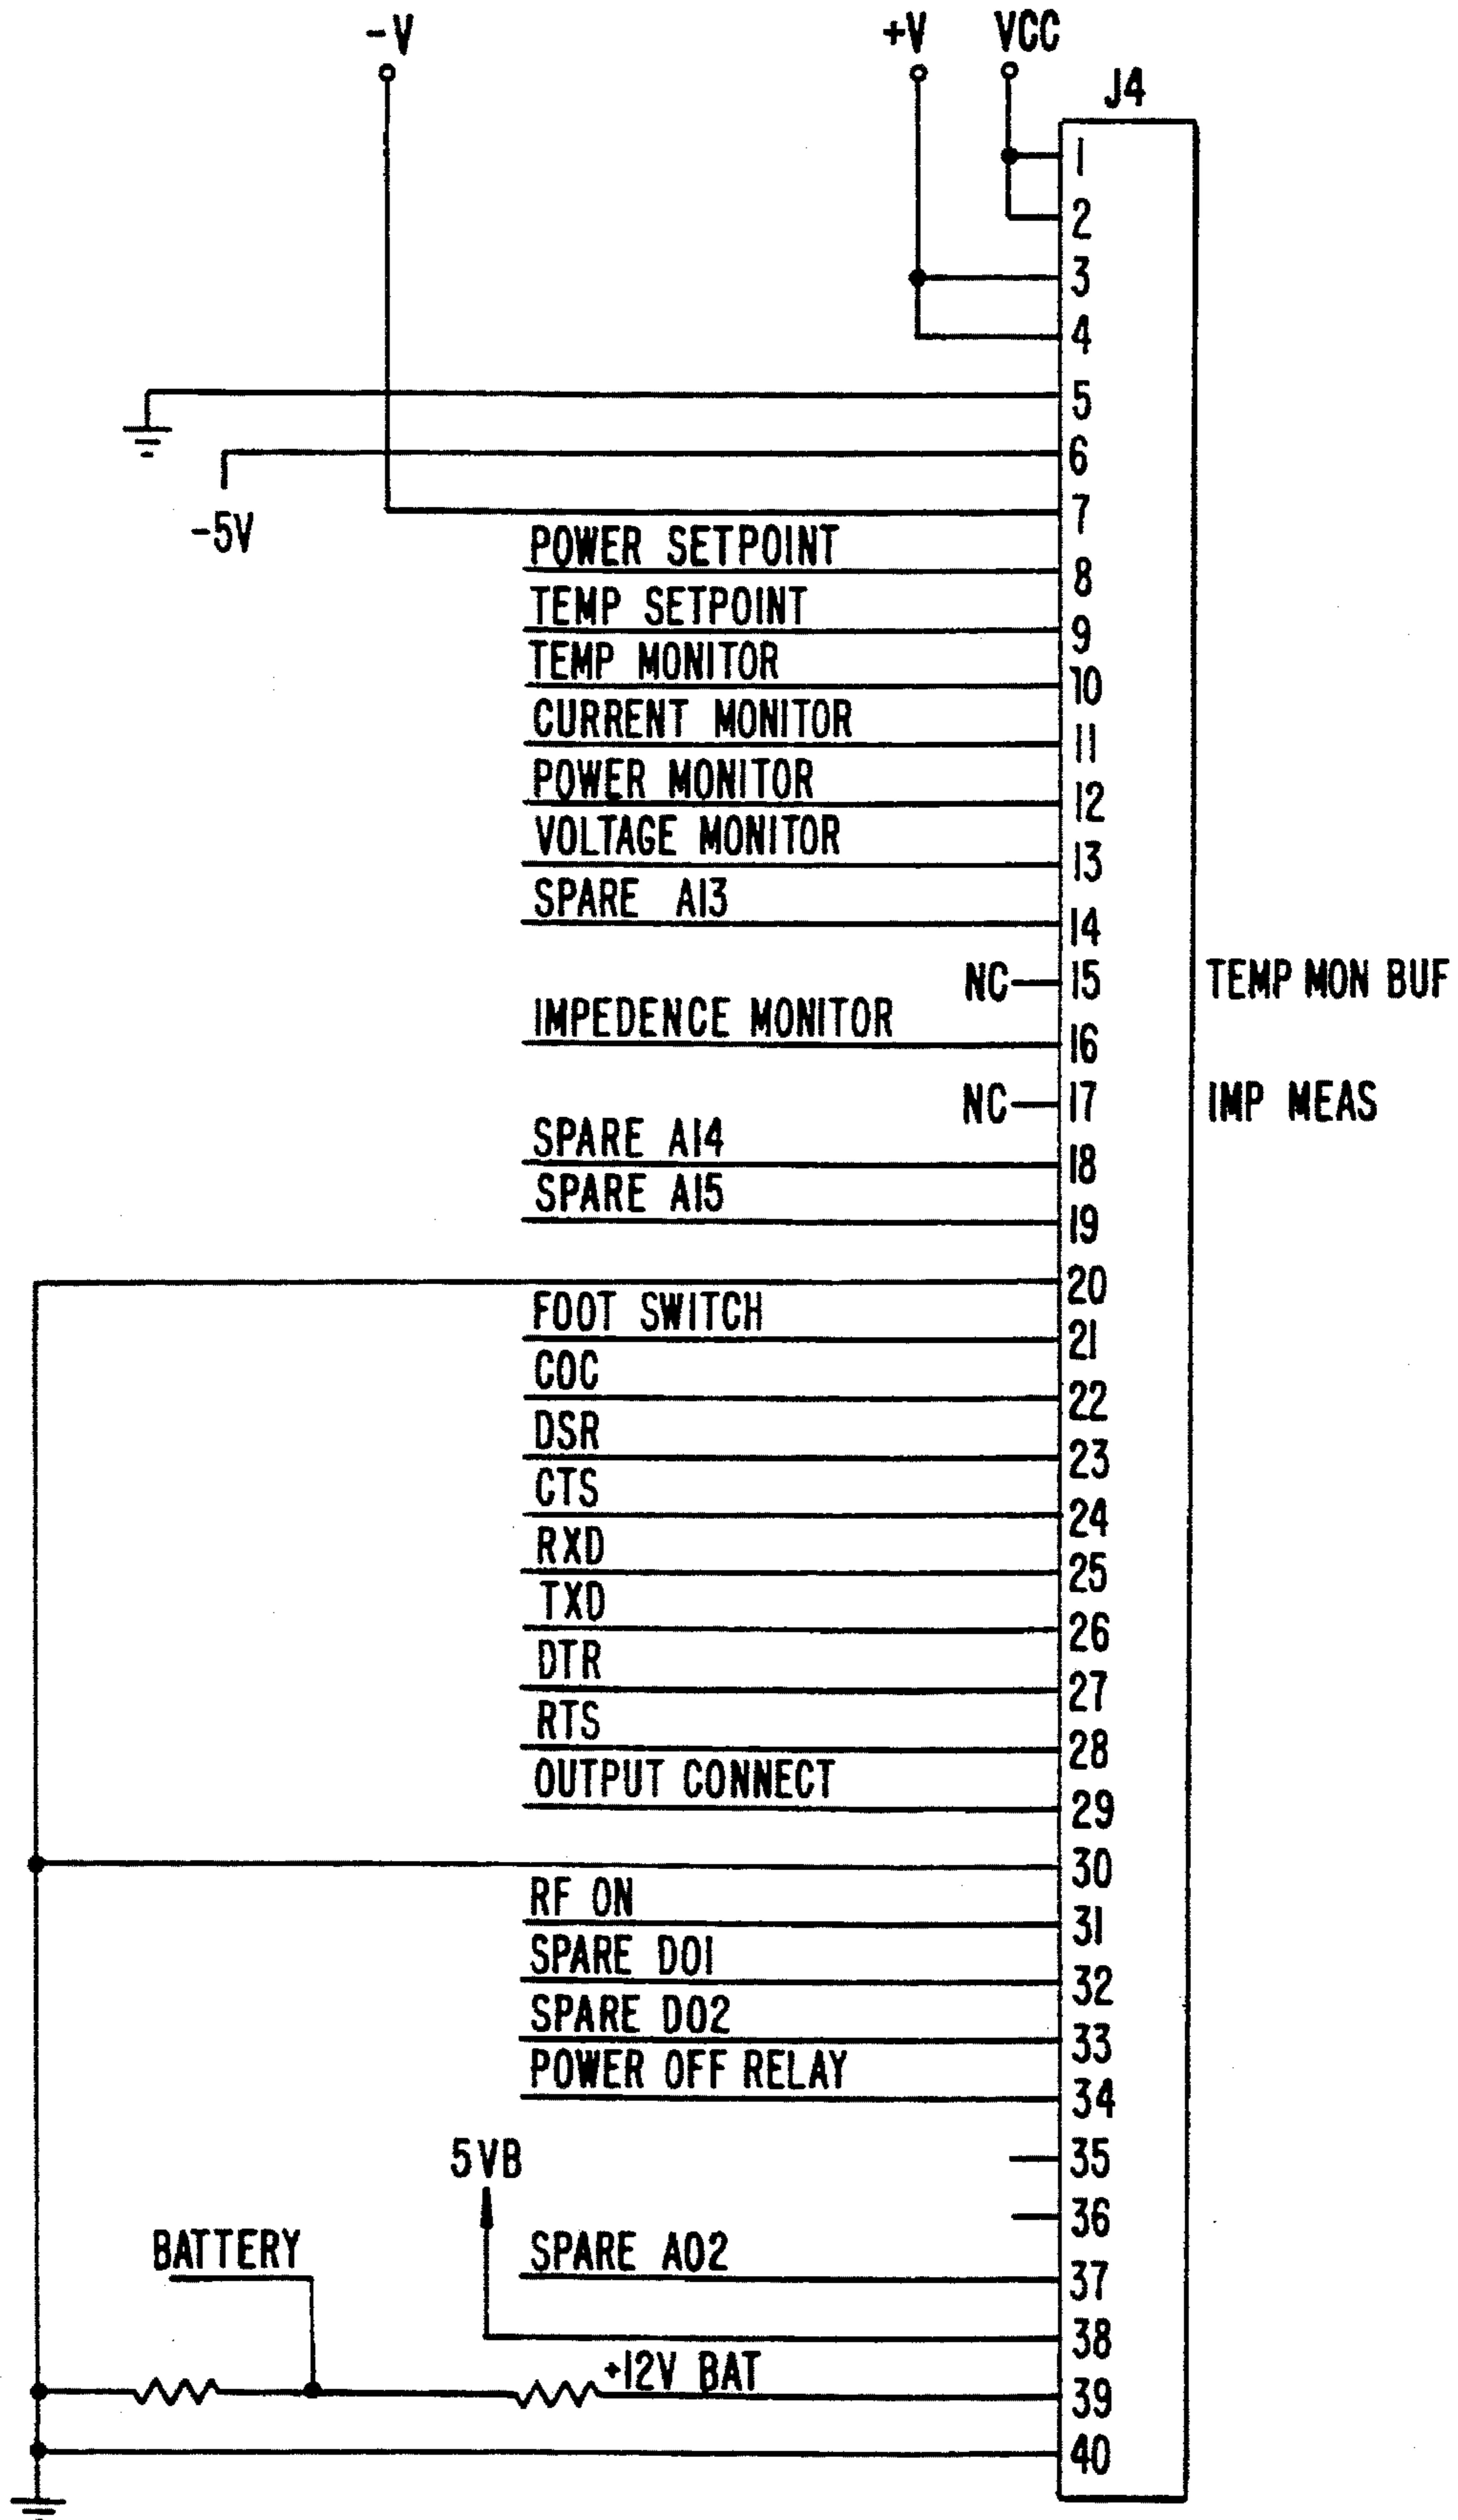 -V
+V
VCC
J4
1
2
3
4
5
6
-5V
7
POWER SETPOINT
8
TEMP SETPOINT
9
TEMP MONITOR
10
CURRENT MONITOR
11
POWER MONITOR
12
VOLTAGE MONITOR
13
SPARE AI3
14
NC
15
TEMP MON BUF
IMPEDENCE MONITOR
16
NC
17
IMP MEAS
SPARE AI4
18
SPARE AI5
19
20
FOOT SWITCH
21
COC
22
DSR
23
CTS
24
RXD
25
TXD
26
DTR
27
RTS
28
OUTPUT CONNECT
29
30
RF ON
31
SPARE DO1
32
SPARE DO2
33
POWER OFF RELAY
34
5VB
35
36
BATTERY
SPARE AO2
37
38
+12V BAT
39
40